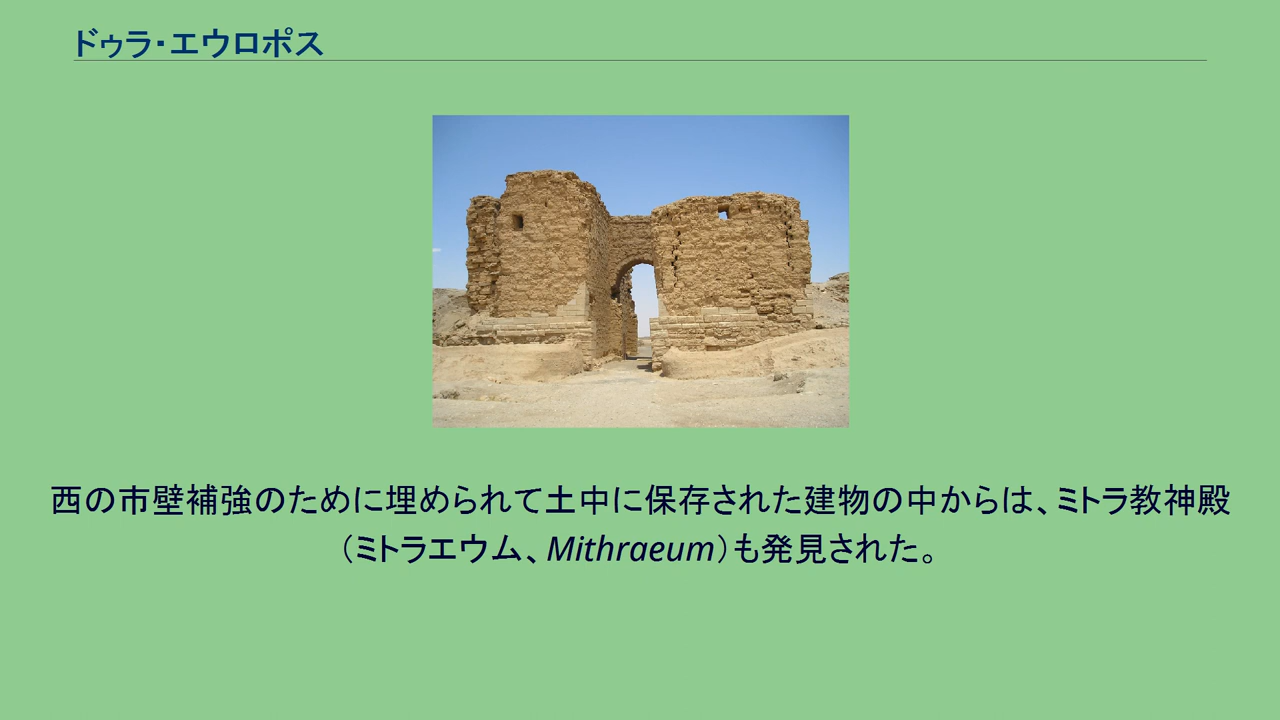 ドゥラ・エウロポス
西の市壁補強のために埋められて土中に保存された建物の中からは、ミトラ教神殿
（ミトラエウム、Mithraeum）も発見された。